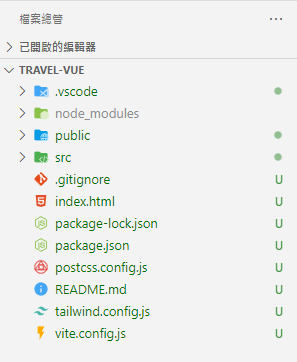 檔案總管
已開啟的編輯器
TRAVEL-VUE
.vscode
node_modules
public
src
.gitignore U
index.html U
package-lock.json U
package.json U
postcss.config.js U
README.md U
tailwind.config.js U
vite.config.js U